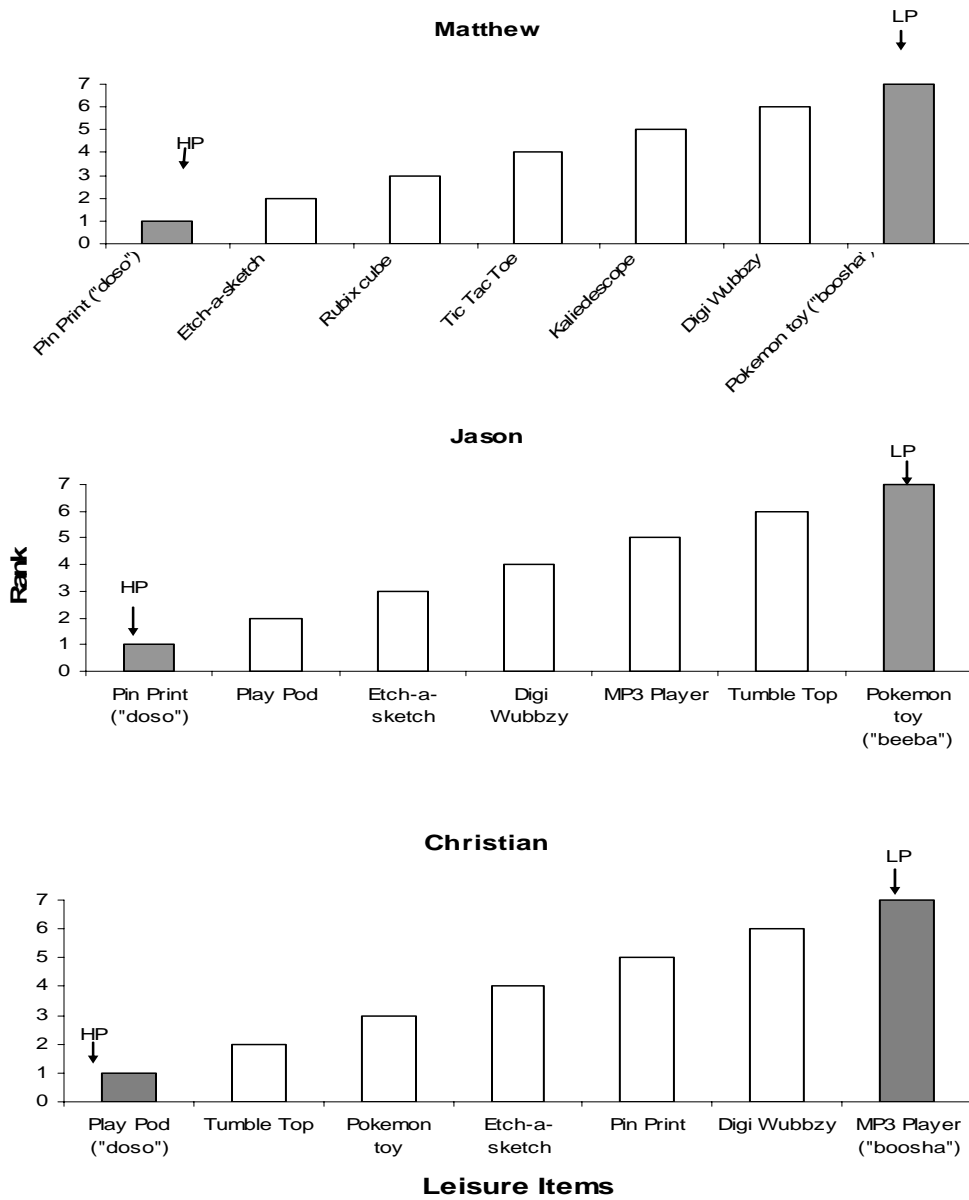 Matthew
LP
7
6
5
4
3
2
1
0
HP
Pin Print ("doso")
Etch-a-sketch
Rubix cube
Tic Tac Toe
Kaliedescope
Digi Wubbzy
Pokemon toy ("boosha",
Jason
LP
Rank
7
6
5
4
3
2
1
0
HP
Pin Print
("doso")
Play Pod
Etch-a-
sketch
Digi
Wubbzy
MP3 Player
Tumble Top
Pokemon
toy
("beeba")
Christian
LP
7
6
5
4
3
2
1
0
HP
Play Pod
("doso")
Tumble Top
Pokemon
toy
Etch-a-
sketch
Pin Print
Digi Wubbzy
MP3 Player
("boosha")
Leisure Items